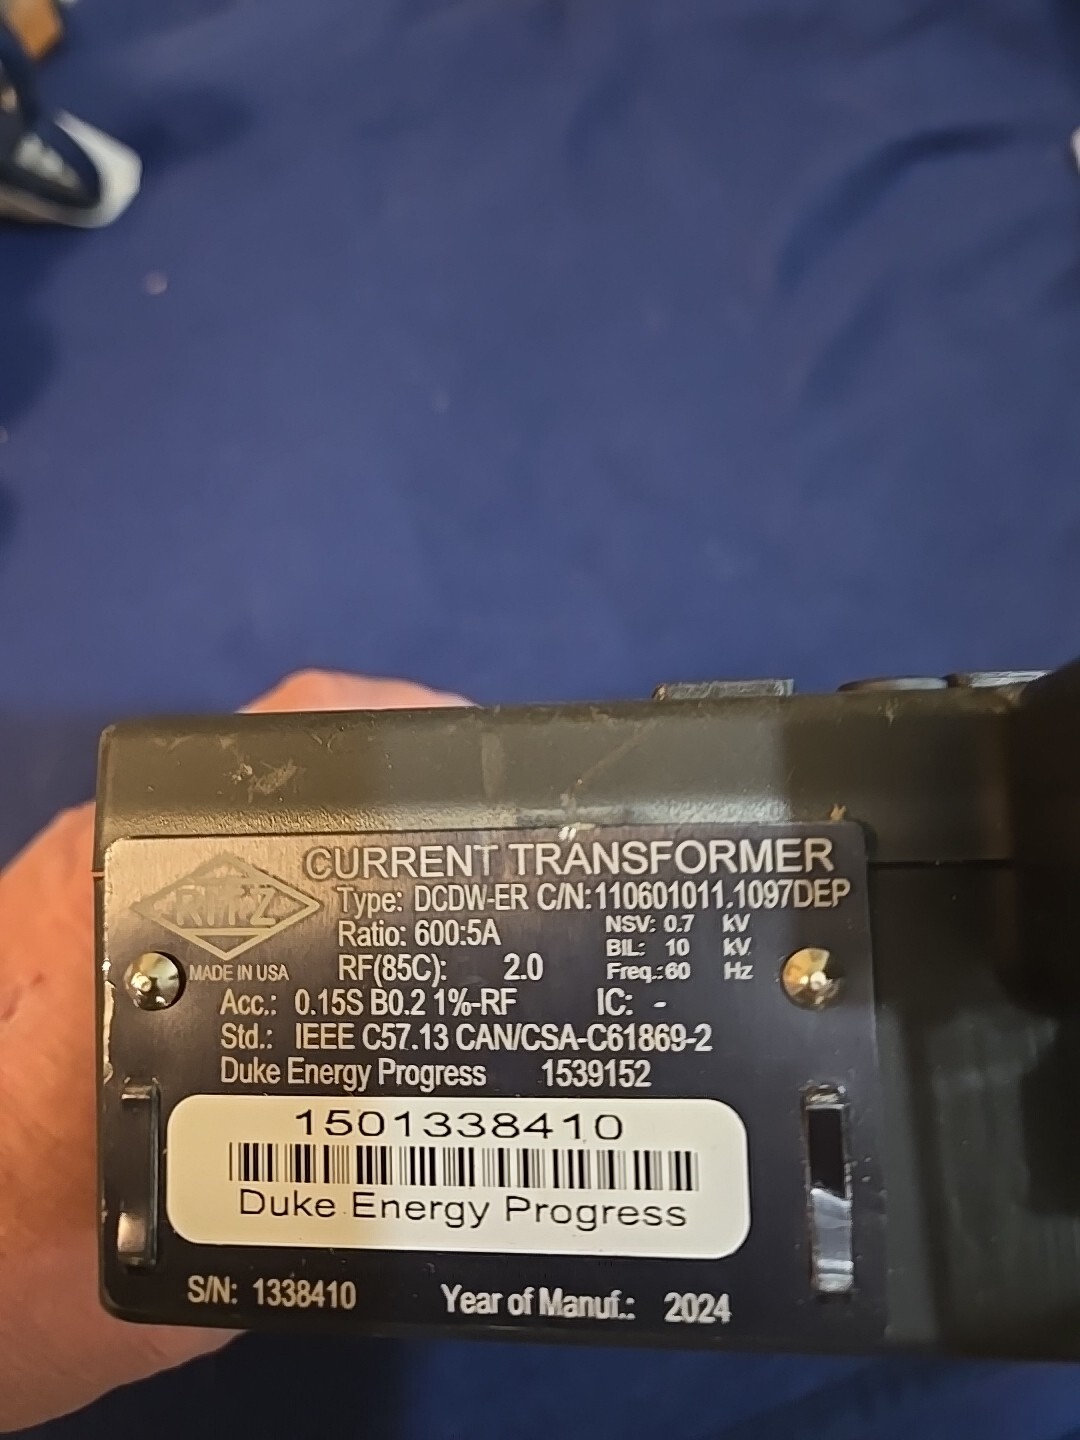 CURRENT TRANSFORMER
RITZ
MADE IN USA
Type: DCDW-ER C/N:110601011.1097DEP
Ratio: 600:5A
NSV: 0.7 kV
BIL: 10 kV
RF(85C): 2.0
Freq.:60 Hz
Acc.: 0.15S B0.2 1%-RF IC: -
Std.: IEEE C57.13 CAN/CSA-C61869-2
Duke Energy Progress 1539152
1501338410
Duke Energy Progress
S/N: 1338410 Year of Manuf.: 2024